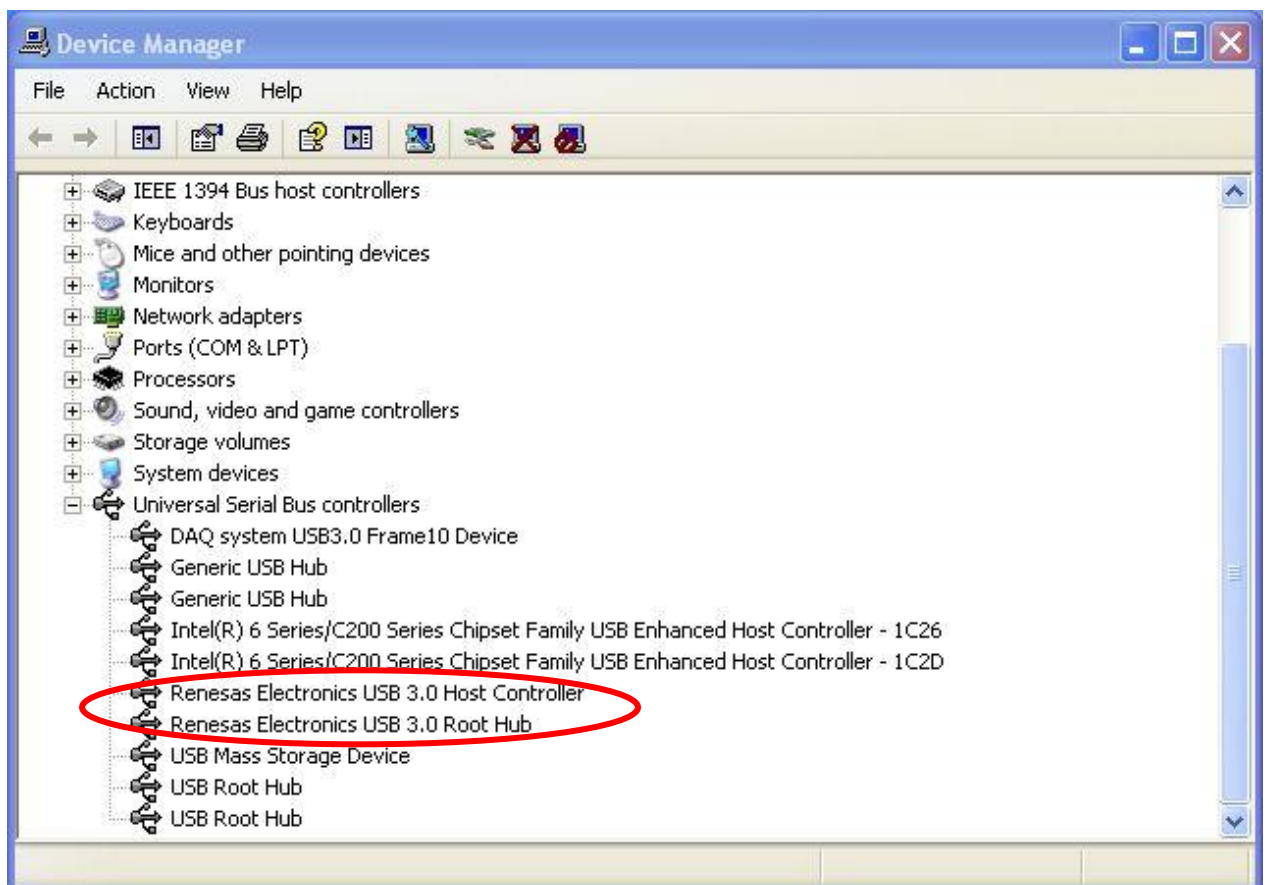 Device Manager
File Action View Help
IEEE 1394 Bus host controllers
Keyboards
Mice and other pointing devices
Monitors
Network adapters
Ports (COM & LPT)
Processors
Sound, video and game controllers
Storage volumes
System devices
Universal Serial Bus controllers
DAQ system USB3.0 Frame10 Device
Generic USB Hub
Generic USB Hub
Intel(R) 6 Series/C200 Series Chipset Family USB Enhanced Host Controller - 1C26
Intel(R) 6 Series/C200 Series Chipset Family USB Enhanced Host Controller - 1C2D
Renesas Electronics USB 3.0 Host Controller
Renesas Electronics USB 3.0 Root Hub
USB Mass Storage Device
USB Root Hub
USB Root Hub